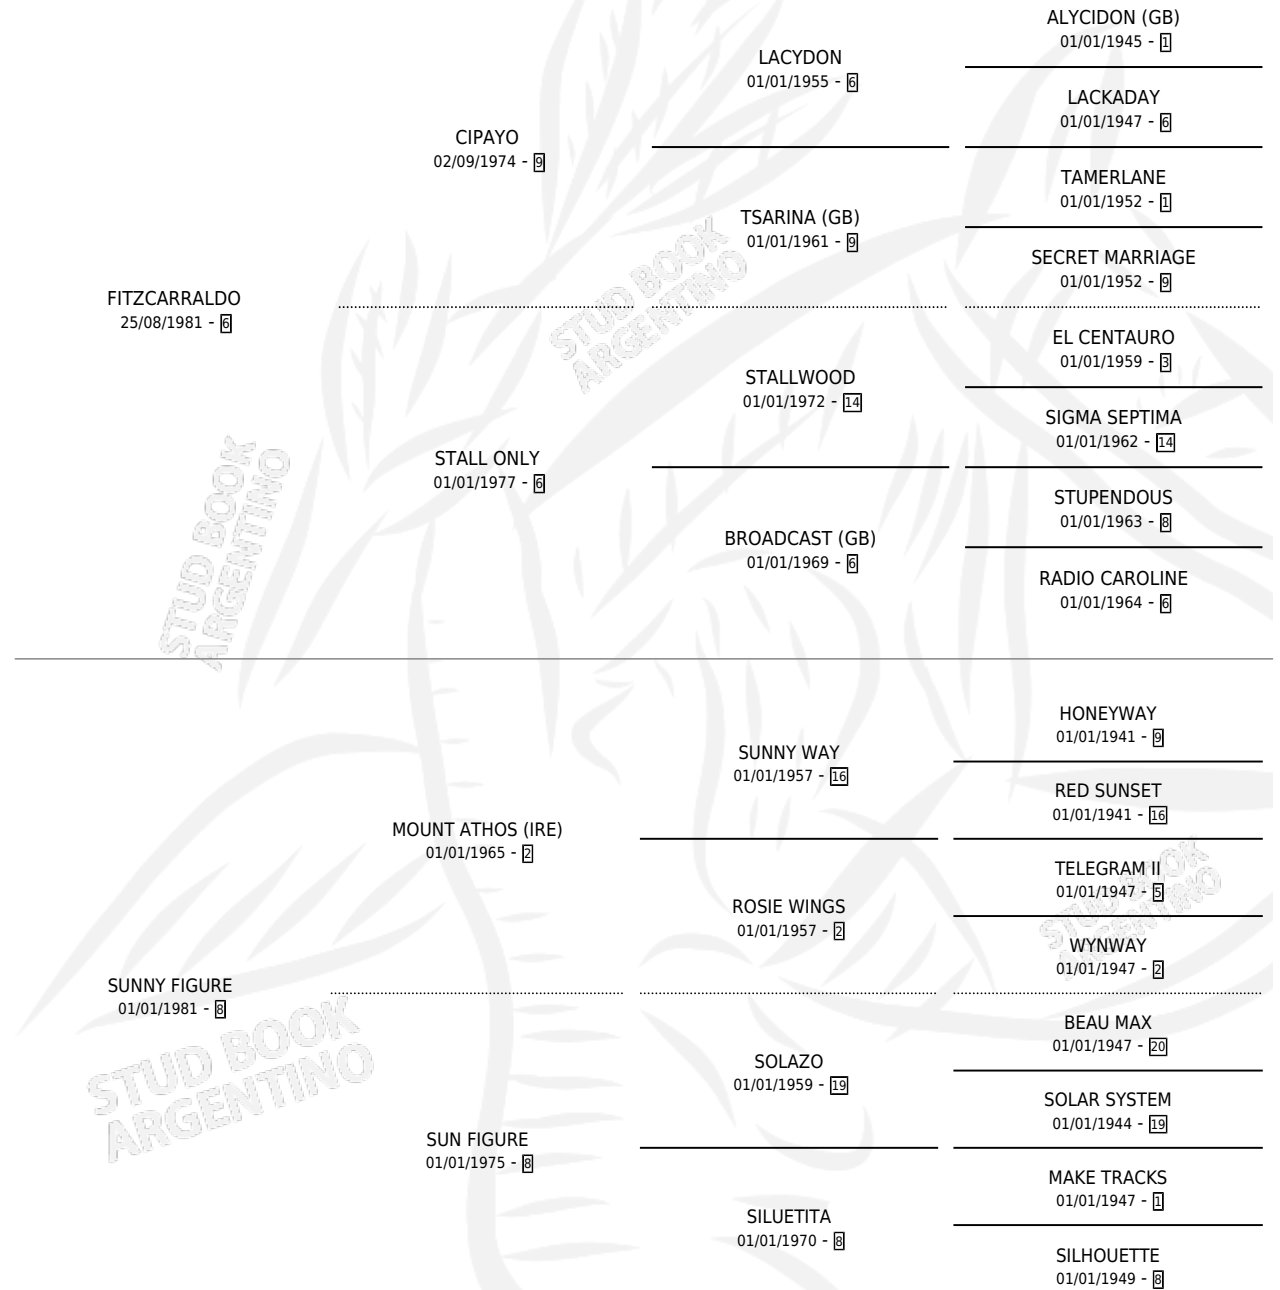 ALYCIDON (GB)
01/01/1945 - 1
LACYDON
01/01/1955 - 6
LACKADAY
01/01/1947 - 6
CIPAYO
02/09/1974 - 9
TAMERLANE
01/01/1952 - 1
TSARINA (GB)
01/01/1961 - 9
SECRET MARRIAGE
01/01/1952 - 9
FITZCARRALDO
25/08/1981 - 6
EL CENTAURO
01/01/1959 - 3
STALLWOOD
01/01/1972 - 14
SIGMA SEPTIMA
01/01/1962 - 14
STALL ONLY
01/01/1977 - 6
STUPENDOUS
01/01/1963 - 8
BROADCAST (GB)
01/01/1969 - 6
RADIO CAROLINE
01/01/1964 - 6
HONEYWAY
01/01/1941 - 9
SUNNY WAY
01/01/1957 - 16
RED SUNSET
01/01/1941 - 16
MOUNT ATHOS (IRE)
01/01/1965 - 2
TELEGRAM II
01/01/1947 - 5
ROSIE WINGS
01/01/1957 - 2
WYNWAY
01/01/1947 - 2
SUNNY FIGURE
01/01/1981 - 8
BEAU MAX
01/01/1947 - 20
SOLAZO
01/01/1959 - 19
SOLAR SYSTEM
01/01/1944 - 19
SUN FIGURE
01/01/1975 - 8
MAKE TRACKS
01/01/1947 - 1
SILUETITA
01/01/1970 - 8
SILHOUETTE
01/01/1949 - 8
STUD BOOK
ARGENTINO
STUD BOOK
ARGENTINO
STUD BOOK
ARGENTINO
STUD BOOK
ARGENTINO